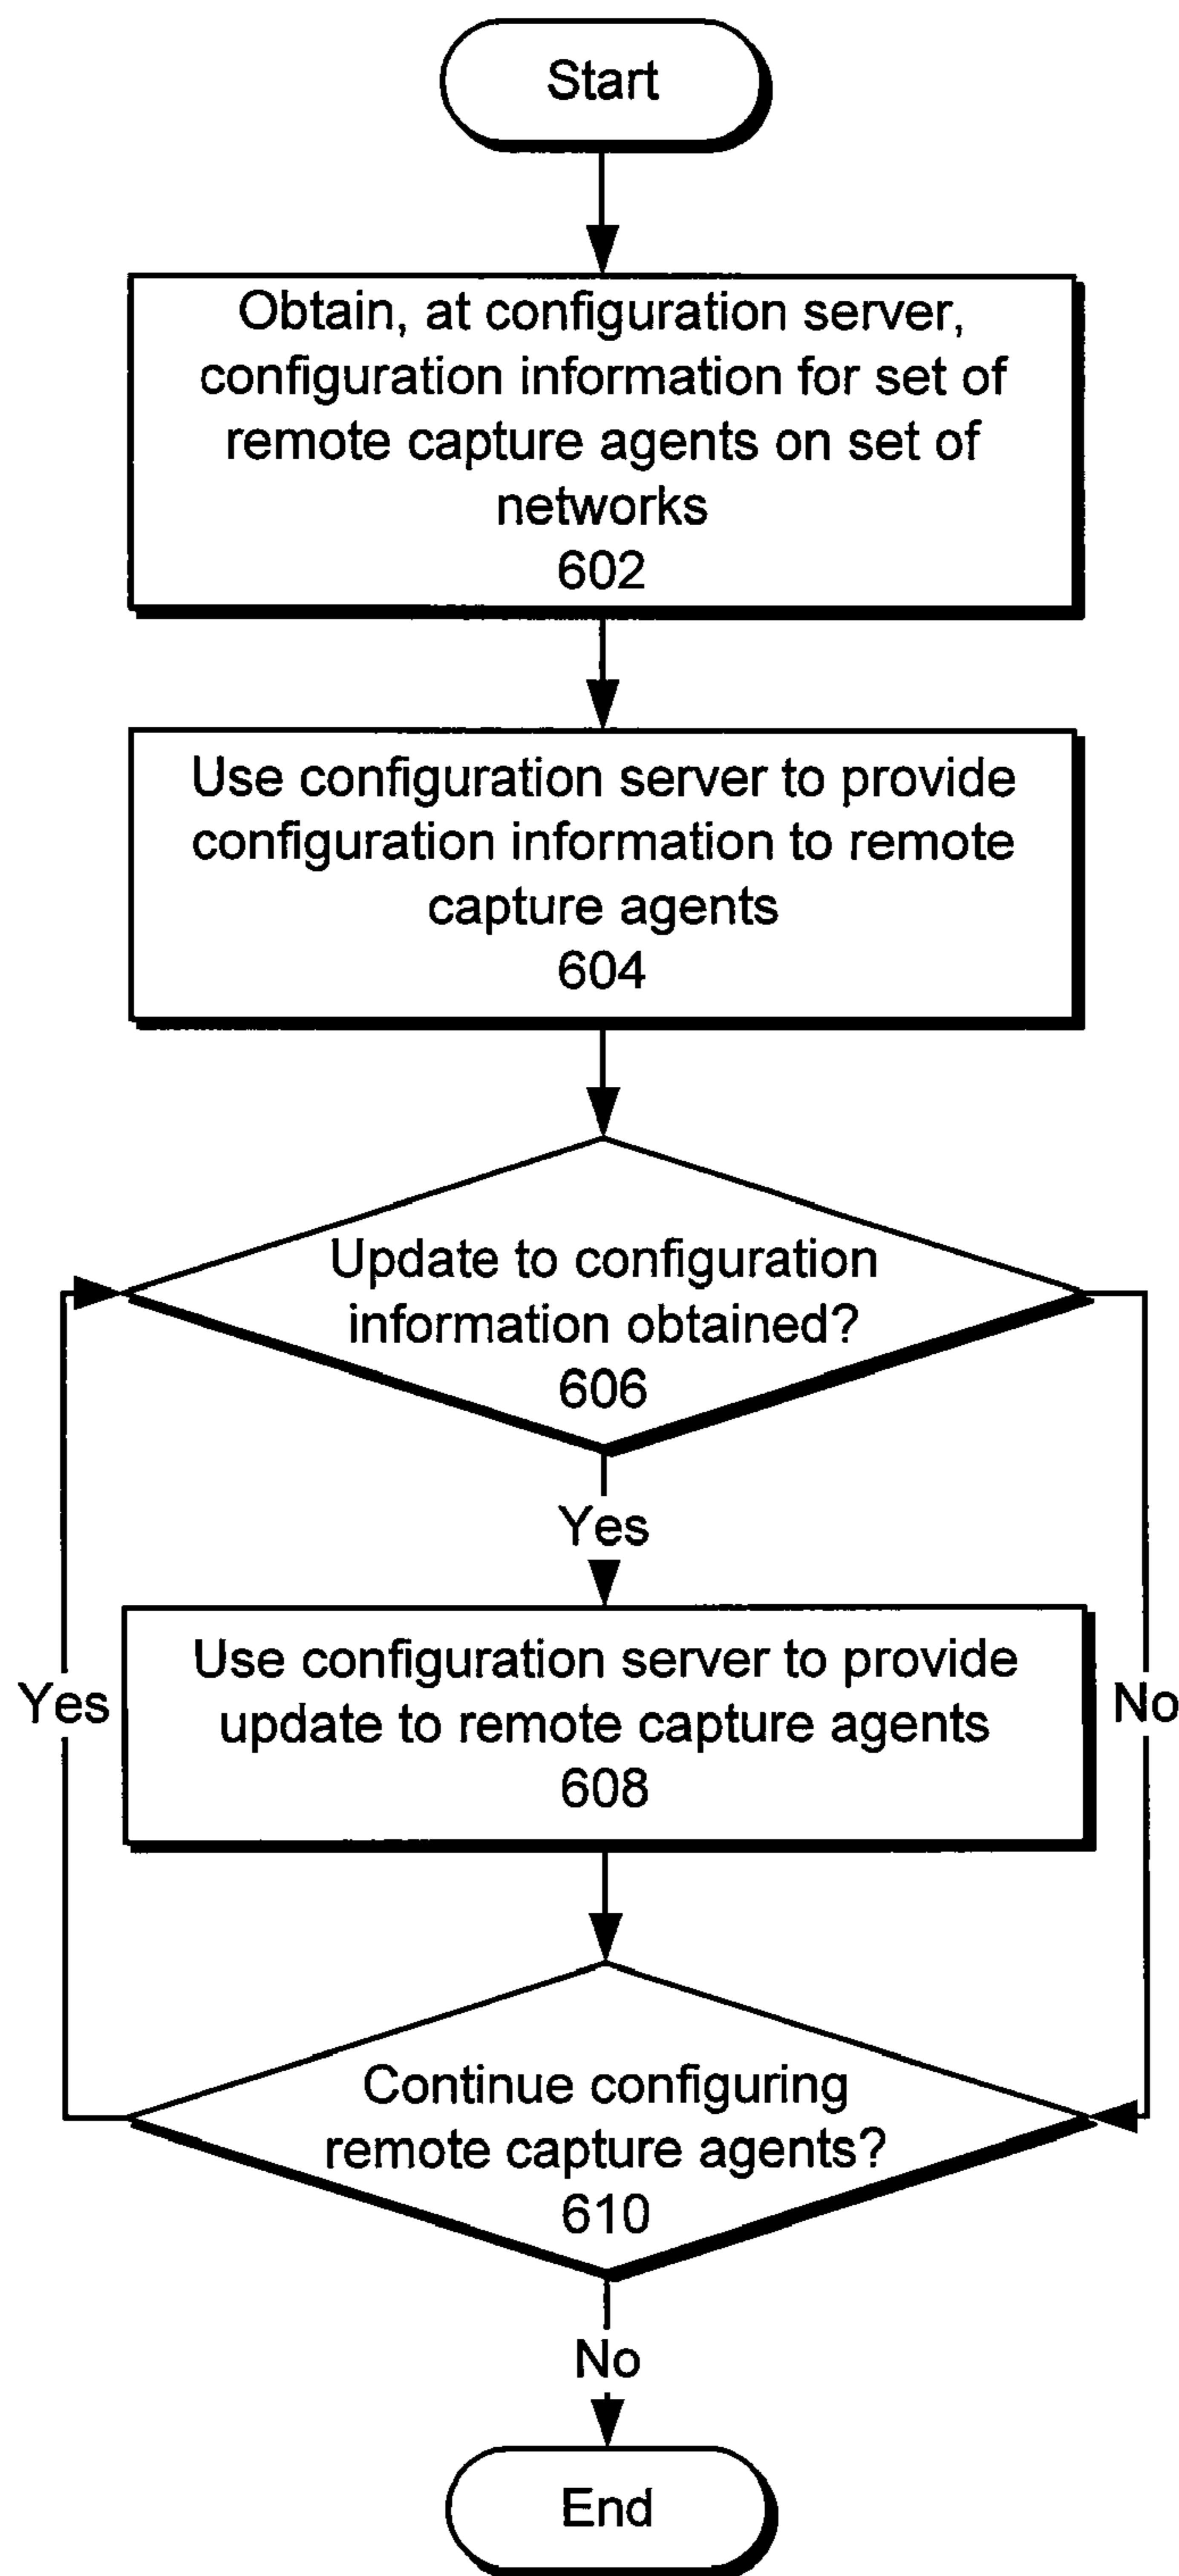 Start
Obtain, at configuration server,
configuration information for set of
remote capture agents on set of
networks
602
Use configuration server to provide
configuration information to remote
capture agents
604
Update to configuration
information obtained?
606
Yes
Use configuration server to provide
update to remote capture agents
608
Yes
No
Continue configuring
remote capture agents?
610
No
End